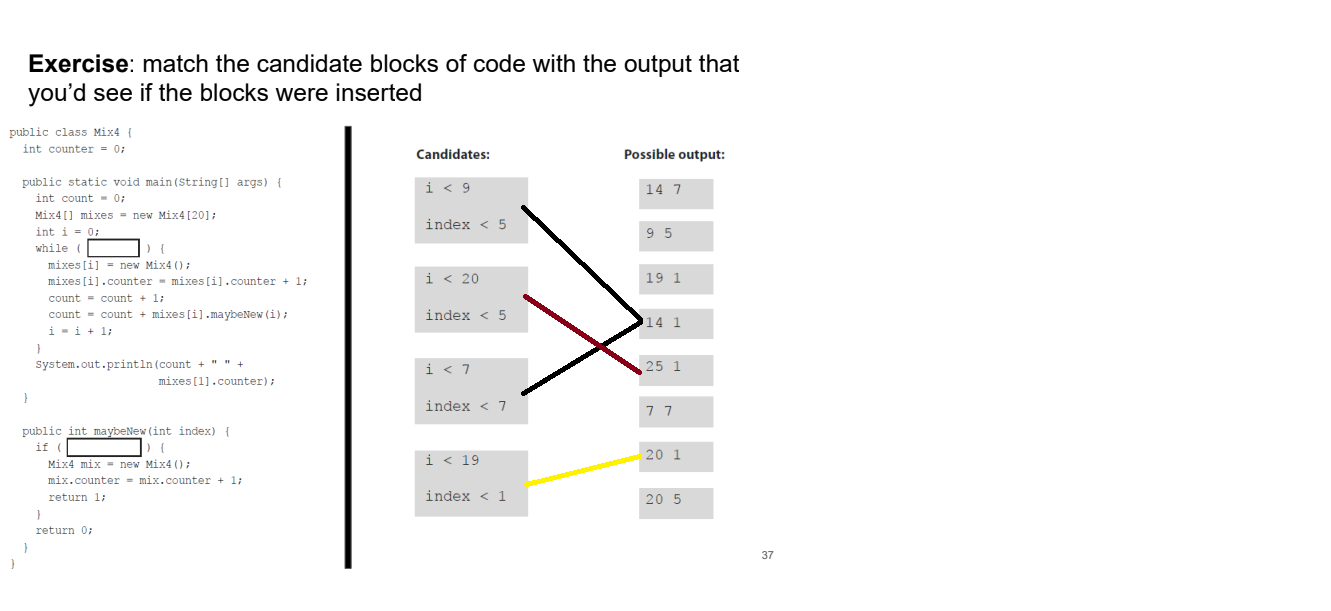 Exercise: match the candidate blocks of code with the output that
you'd see if the blocks were inserted
public class Mix4 {
int counter = 0;
public static void main(String[] args) {
int count = 0;
Mix4[] mixes = new Mix4[20];
int i = 0;
while ( ) {
mixes[i] = new Mix4();
mixes[i].counter = mixes[i].counter + 1;
count = count + 1;
count = count + mixes[i].maybeNew(i);
i = i + 1;
}
System.out.println(count + " " +
mixes[1].counter);
}
public int maybeNew(int index) {
if ( ) {
Mix4 mix = new Mix4();
mix.counter = mix.counter + 1;
return 1;
}
return 0;
}
}
Candidates:
i < 9
index < 5
i < 20
index < 5
i < 7
index < 7
i < 19
index < 1
Possible output:
14 7
9 5
19 1
14 1
25 1
7 7
20 1
20 5
37